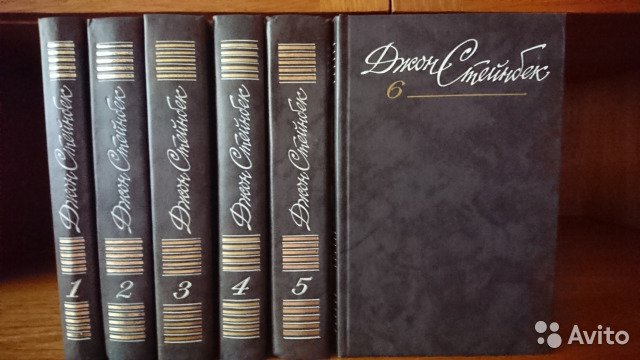 Джон Стейнбек
1
Джон Стейнбек
2
Джон Стейнбек
3
Джон Стейнбек
4
Джон Стейнбек
5
Джон Стейнбек
6
Avito